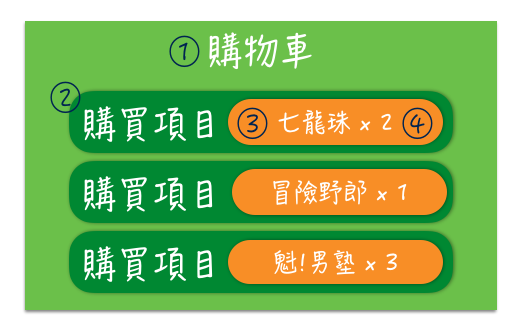 ① 購物車
②
購買項目 ③ 七龍珠 x 2 ④
購買項目 冒險野郎 x 1
購買項目 魁!男塾 x 3